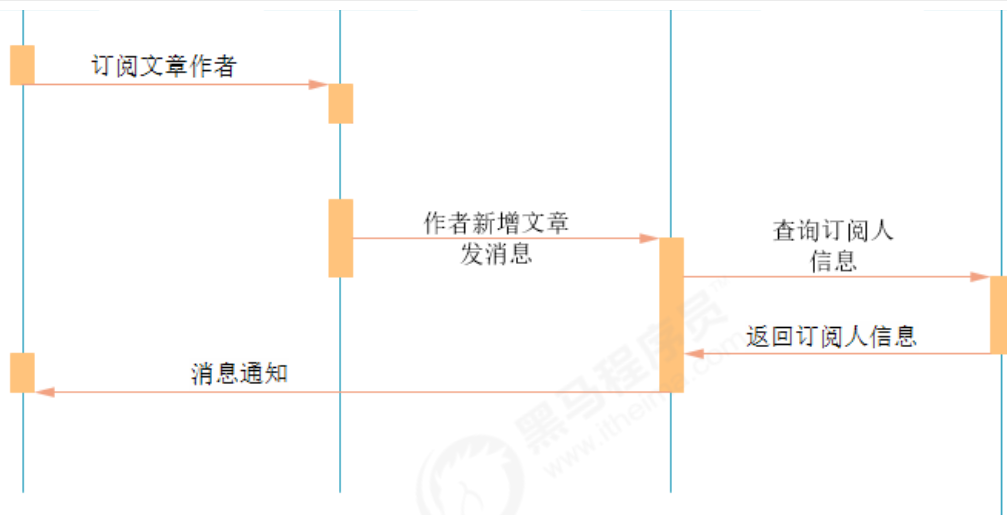 订阅文章作者
作者新增文章
发消息
查询订阅人
信息
返回订阅人信息
消息通知
黑马程序员